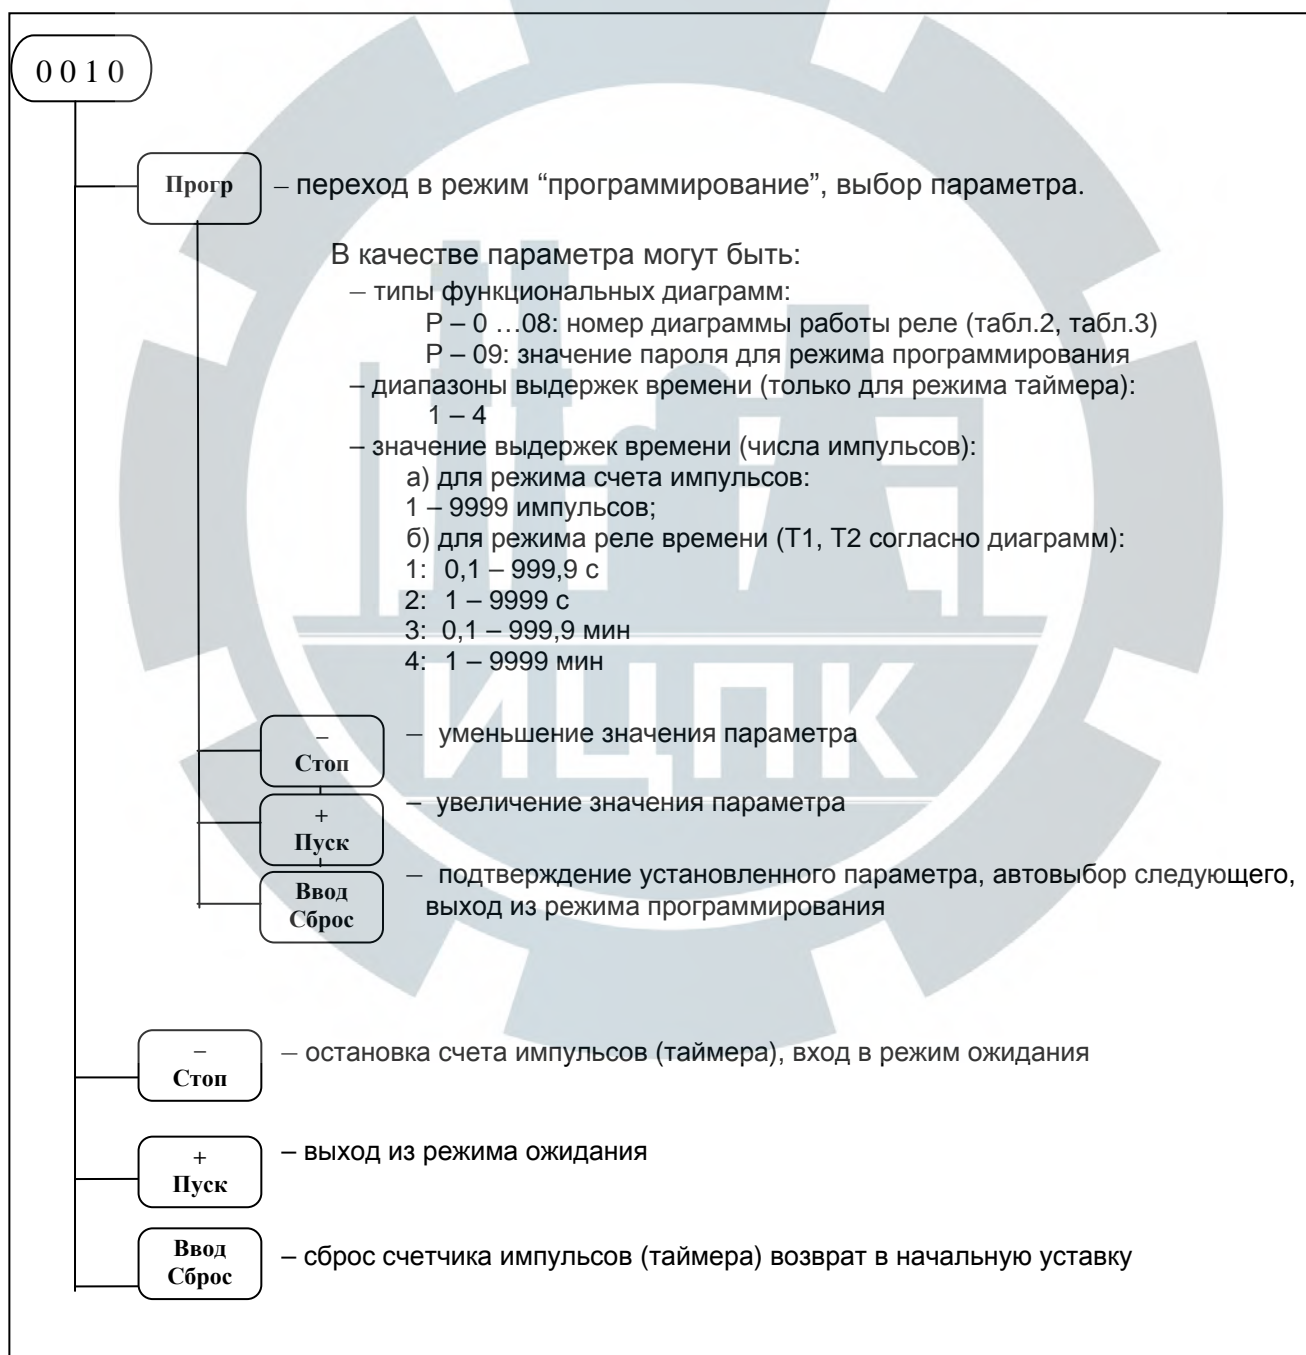 0 0 1 0
Прогр
– переход в режим “программирование”, выбор параметра.
В качестве параметра могут быть:
– типы функциональных диаграмм:
Р – 0 …08: номер диаграммы работы реле (табл.2, табл.3)
Р – 09: значение пароля для режима программирования
– диапазоны выдержек времени (только для режима таймера):
1 – 4
– значение выдержек времени (числа импульсов):
а) для режима счета импульсов:
1 – 9999 импульсов;
б) для режима реле времени (Т1, Т2 согласно диаграмм):
1: 0,1 – 999,9 с
2: 1 – 9999 с
3: 0,1 – 999,9 мин
4: 1 – 9999 мин
ИЦПК
–
Стоп
– уменьшение значения параметра
+
Пуск
– увеличение значения параметра
Ввод
Сброс
– подтверждение установленного параметра, автовыбор следующего,
выход из режима программирования
–
Стоп
– остановка счета импульсов (таймера), вход в режим ожидания
+
Пуск
– выход из режима ожидания
Ввод
Сброс
– сброс счетчика импульсов (таймера) возврат в начальную уставку